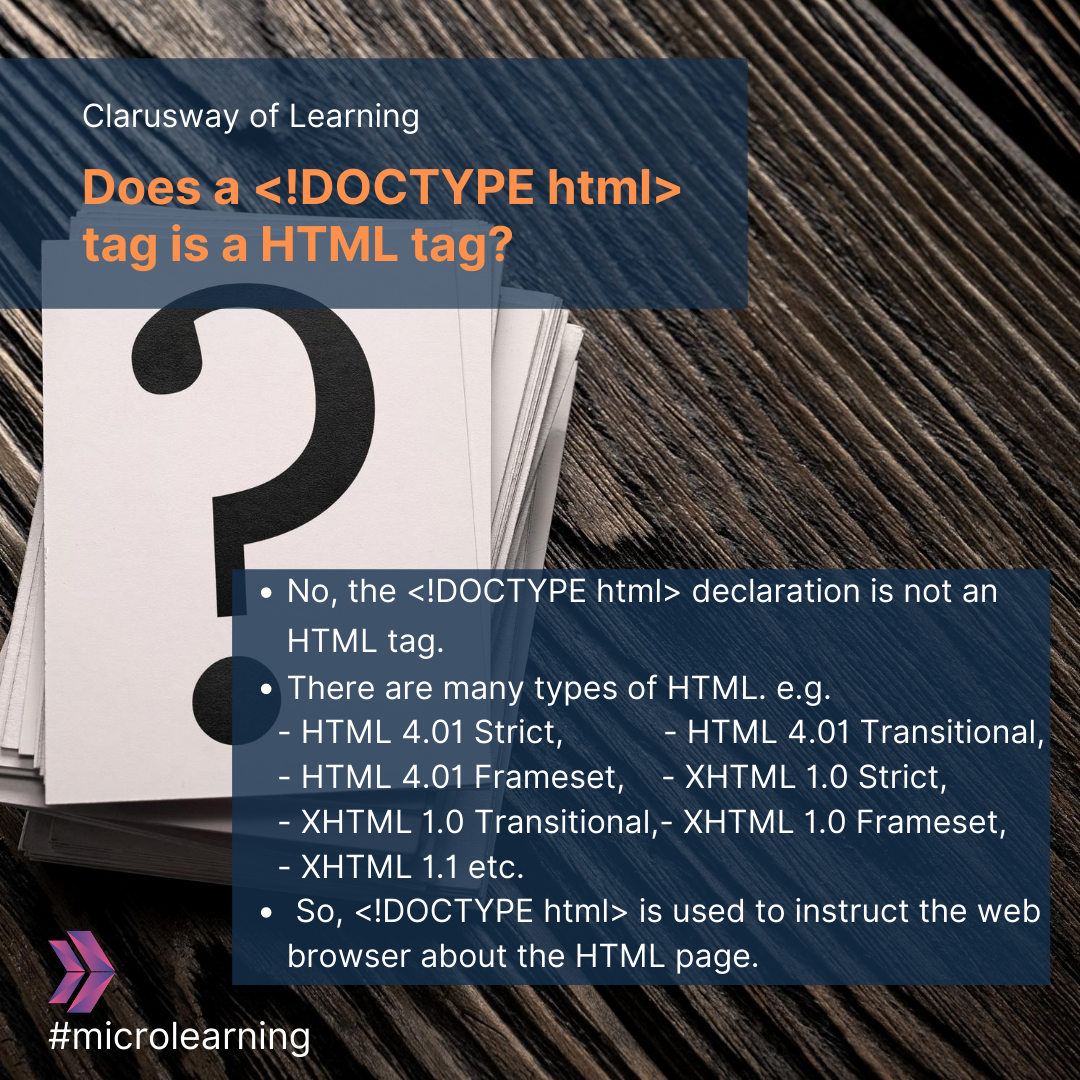 Clarusway of Learning
Does a <!DOCTYPE html>
tag is a HTML tag?
?
• No, the <!DOCTYPE html> declaration is not an
HTML tag.
• There are many types of HTML. e.g.
- HTML 4.01 Strict, - HTML 4.01 Transitional,
- HTML 4.01 Frameset, - XHTML 1.0 Strict,
- XHTML 1.0 Transitional,- XHTML 1.0 Frameset,
- XHTML 1.1 etc.
• So, <!DOCTYPE html> is used to instruct the web
browser about the HTML page.
#microlearning